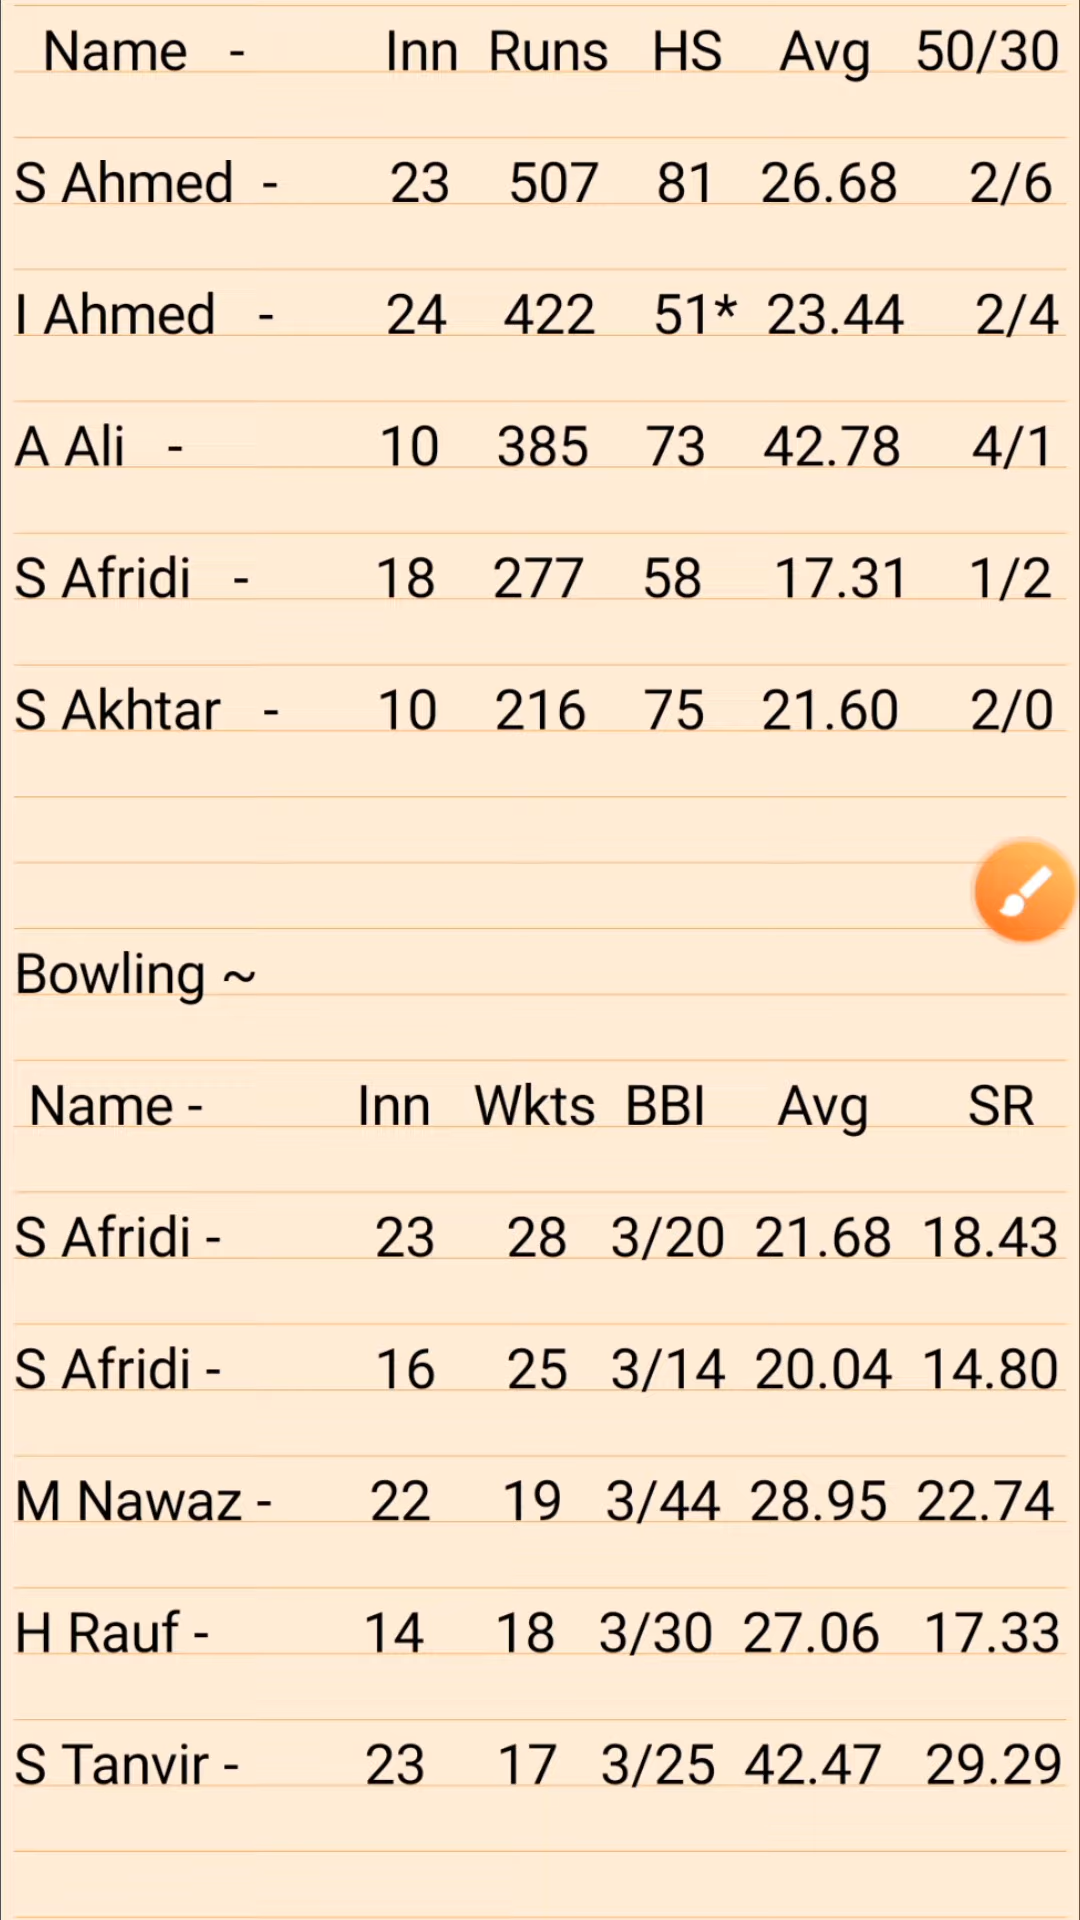 Name - Inn Runs HS Avg 50/30
S Ahmed - 23 507 81 26.68 2/6
I Ahmed - 24 422 51* 23.44 2/4
A Ali - 10 385 73 42.78 4/1
S Afridi - 18 277 58 17.31 1/2
S Akhtar - 10 216 75 21.60 2/0
Bowling ~
Name - Inn Wkts BBI Avg SR
S Afridi - 23 28 3/20 21.68 18.43
S Afridi - 16 25 3/14 20.04 14.80
M Nawaz - 22 19 3/44 28.95 22.74
H Rauf - 14 18 3/30 27.06 17.33
S Tanvir - 23 17 3/25 42.47 29.29